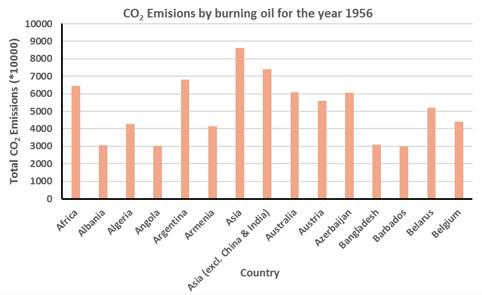 CO₂ Emisions by burning oil for the year 1956
Total CO₂ Emissions (*10000)
10000
9000
8000
7000
6000
5000
4000
3000
2000
1000
0
Africa
Albania
Algeria
Angola
Argentina
Armenia
Asia
Asia (excl. China & India)
Australia
Austria
Azerbaijan
Bangladesh
Barbados
Belarus
Belgium
Country